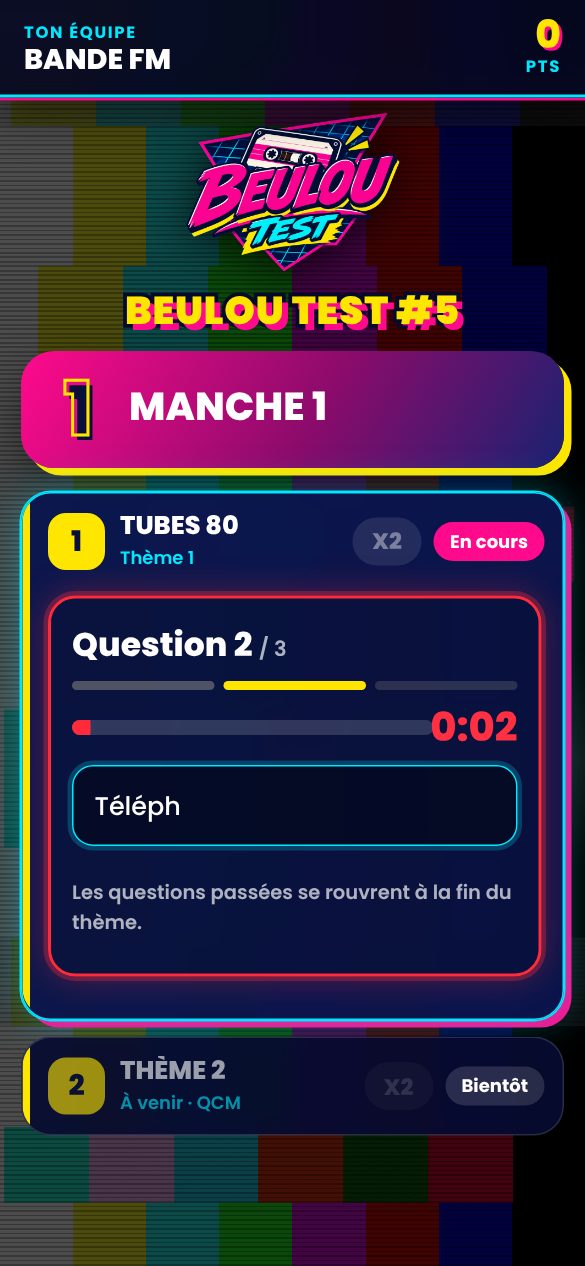 TON ÉQUIPE
BANDE FM
0
PTS
BEULOU
TEST
BEULOU TEST #5
1
MANCHE 1
1
TUBES 80
Thème 1
X2
En cours
Question 2 / 3
0:02
Téléph
Les questions passées se rouvrent à la fin du
thème.
2
THÈME 2
À venir · QCM
X2
Bientôt